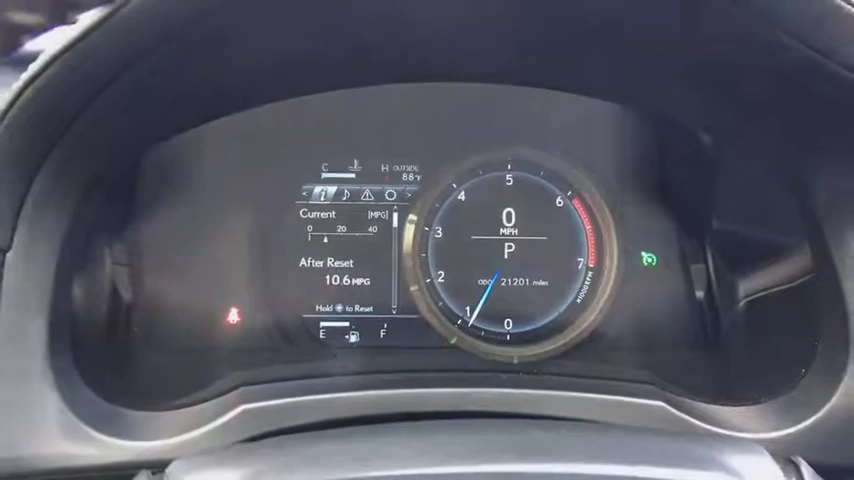 C H OUTSIDE
88°F
Current [MPG]
0 20 40
After Reset
10.6 MPG
Hold to Reset
E F
0 1 2 3 4 5 6 7
x1000RPM
0
MPH
P
ODO 21201 miles